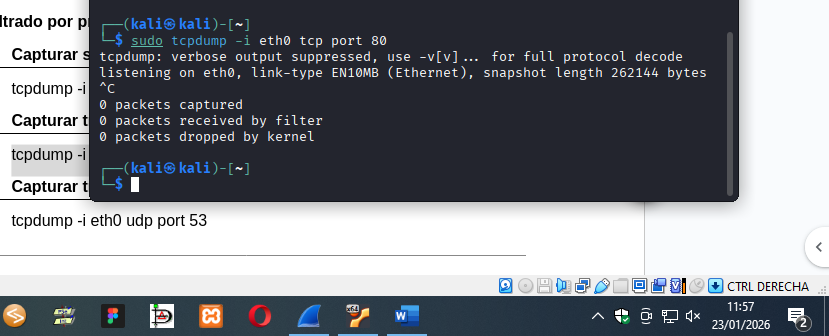 ltrado por p
Capturar s
tcpdump -i
Capturar t
tcpdump -i
Capturar t
tcpdump -i eth0 udp port 53
┌──(kali㉿kali)-[~]
└─$ sudo tcpdump -i eth0 tcp port 80
tcpdump: verbose output suppressed, use -v[v]... for full protocol decode
listening on eth0, link-type EN10MB (Ethernet), snapshot length 262144 bytes
^C
0 packets captured
0 packets received by filter
0 packets dropped by kernel
┌──(kali㉿kali)-[~]
└─$
CTRL DERECHA
11:57
23/01/2026
2